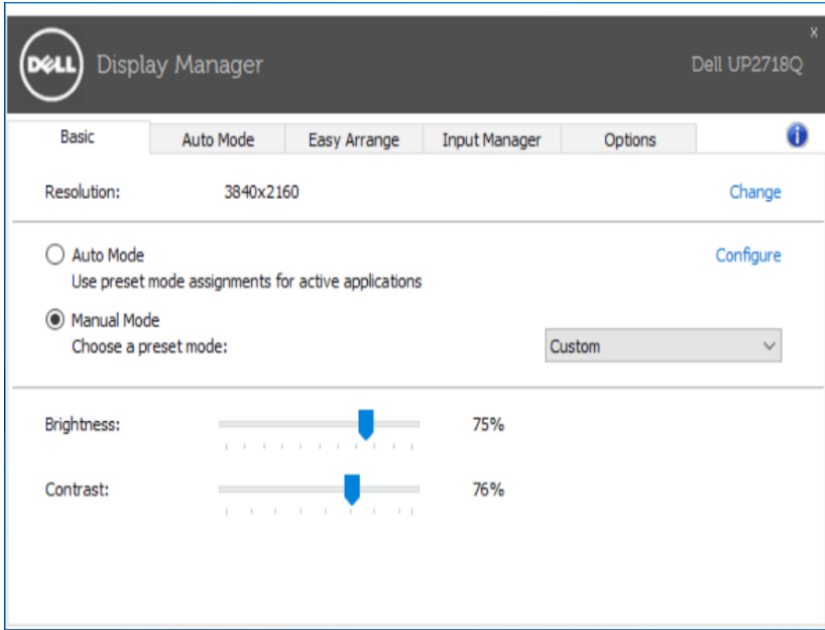 x
DELL Display Manager Dell UP2718Q
Basic Auto Mode Easy Arrange Input Manager Options i
Resolution: 3840x2160 Change
Auto Mode Configure
Use preset mode assignments for active applications
Manual Mode
Choose a preset mode: Custom
Brightness: 75%
Contrast: 76%